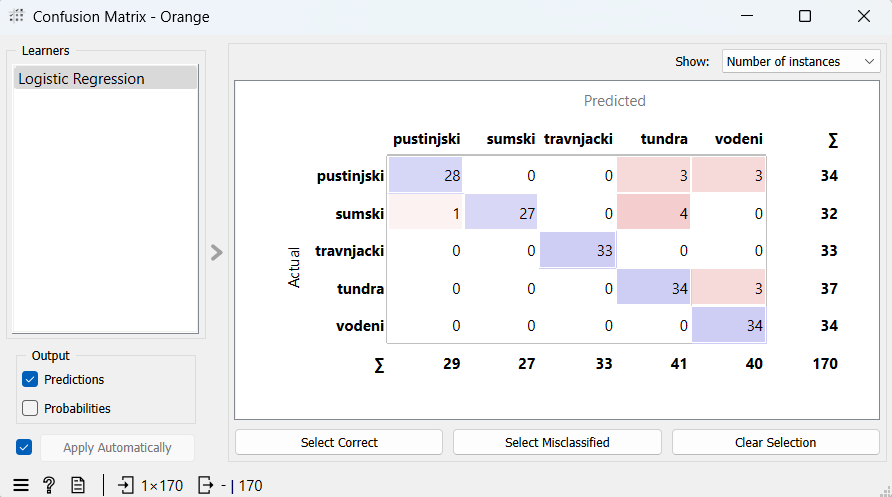 Confusion Matrix - Orange
Learners
Logistic Regression
Output
Predictions
Probabilities
Apply Automatically
Show: Number of instances
Predicted
pustinjski sumski travnjacki tundra vodeni ∑
Actual
pustinjski 28 0 0 3 3 34
sumski 1 27 0 4 0 32
travnjacki 0 0 33 0 0 33
tundra 0 0 0 34 3 37
vodeni 0 0 0 0 34 34
∑ 29 27 33 41 40 170
Select Correct Select Misclassified Clear Selection
? 1×170 - | 170